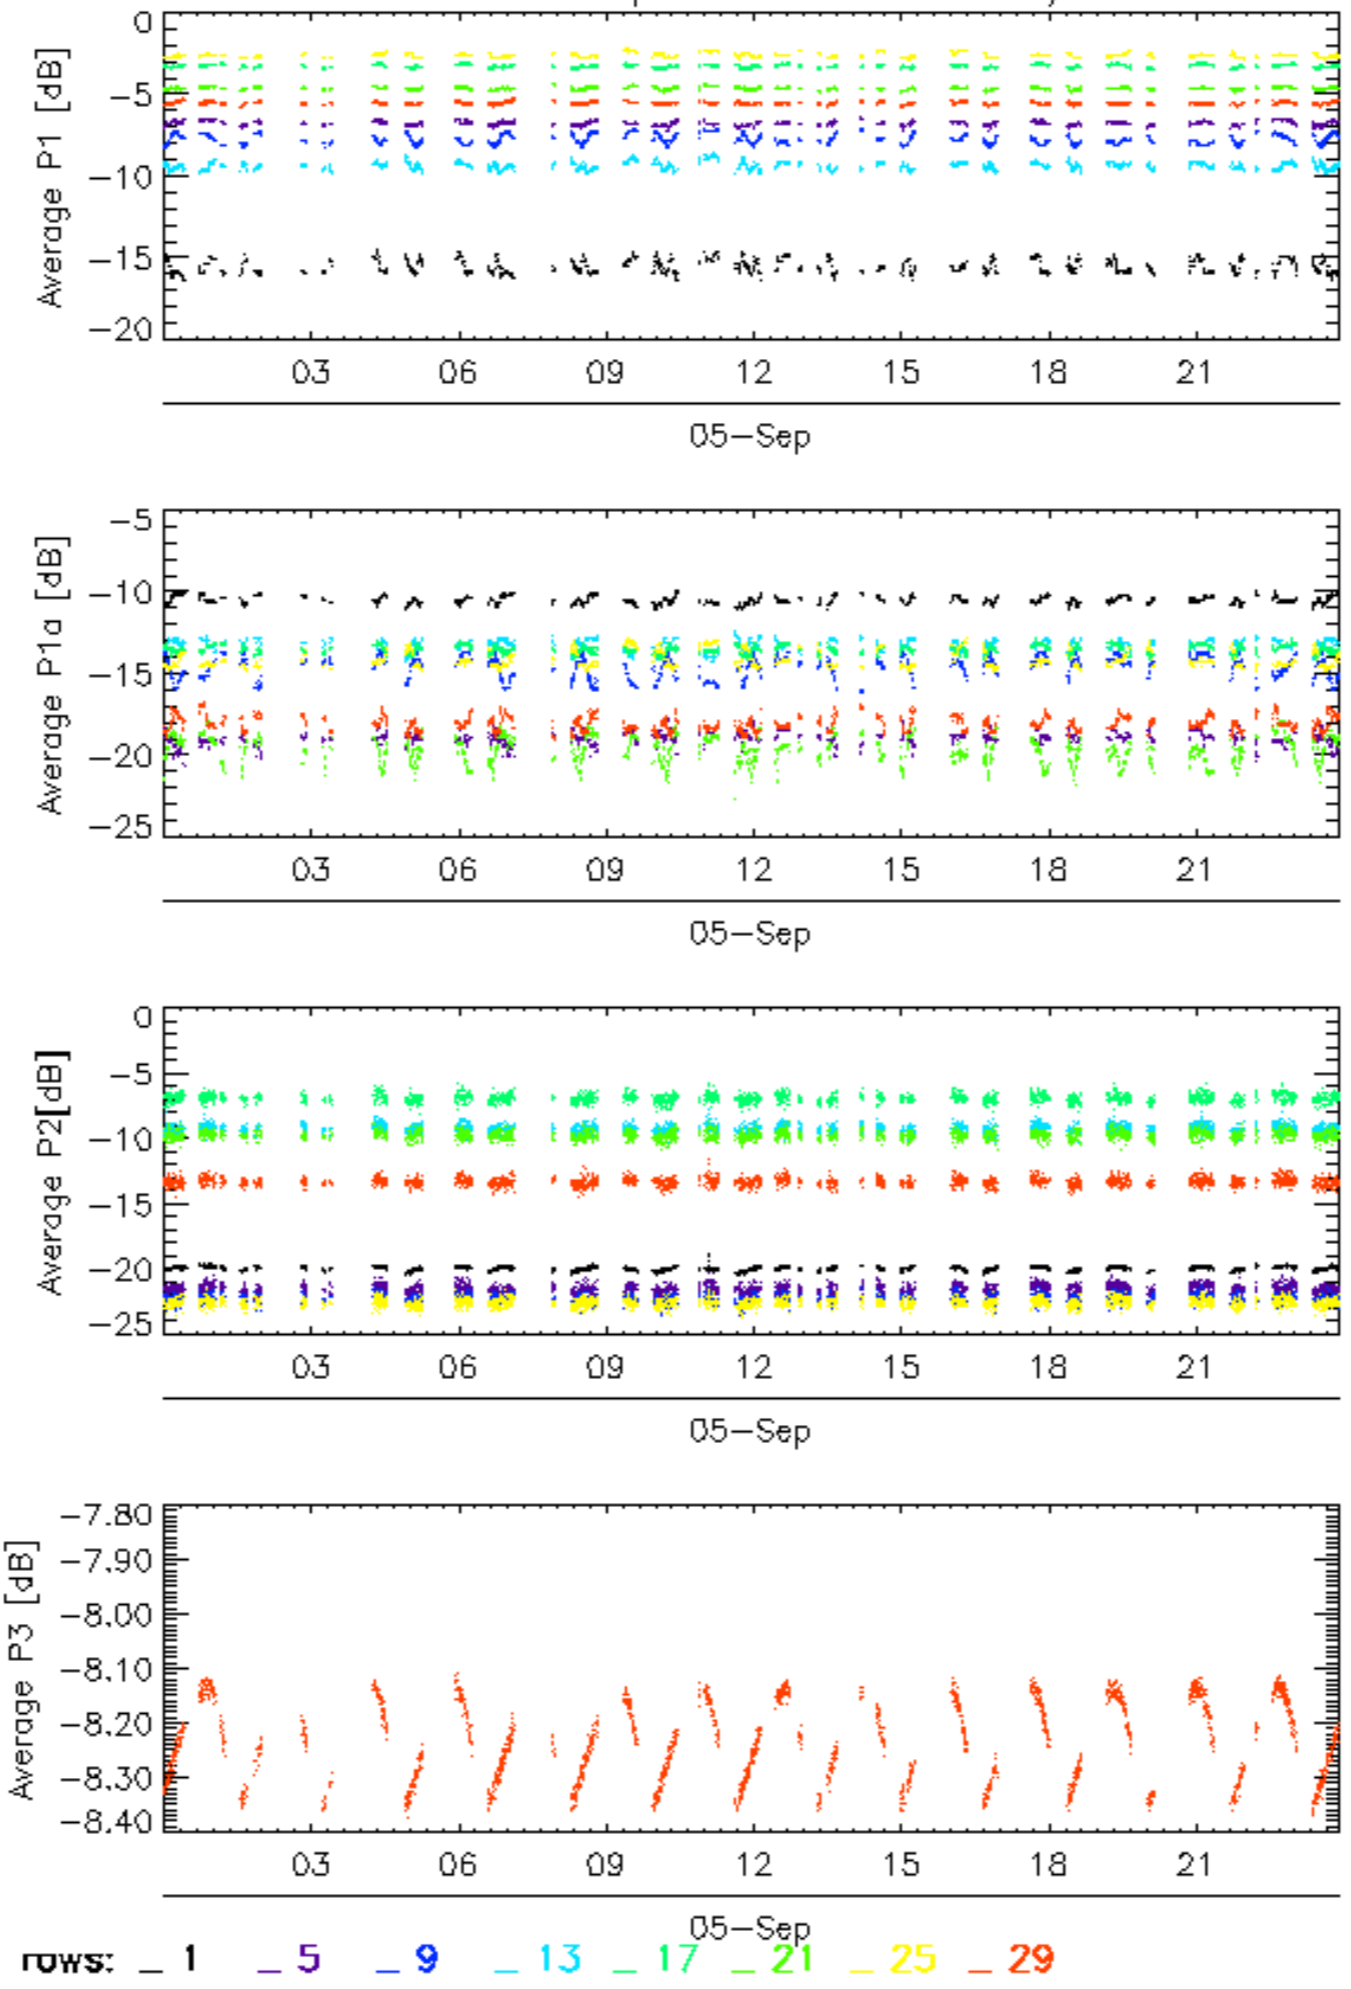 Average P1 [dB]
0
−5
−10
−15
−20
03 06 09 12 15 18 21
05−Sep
Average P1a [dB]
−5
−10
−15
−20
−25
03 06 09 12 15 18 21
05−Sep
Average P2[dB]
0
−5
−10
−15
−20
−25
03 06 09 12 15 18 21
05−Sep
Average P3 [dB]
−7.80
−7.90
−8.00
−8.10
−8.20
−8.30
−8.40
03 06 09 12 15 18 21
05−Sep
rows: _ 1 _ 5 _ 9 _ 13 _ 17 _ 21 _ 25 _ 29